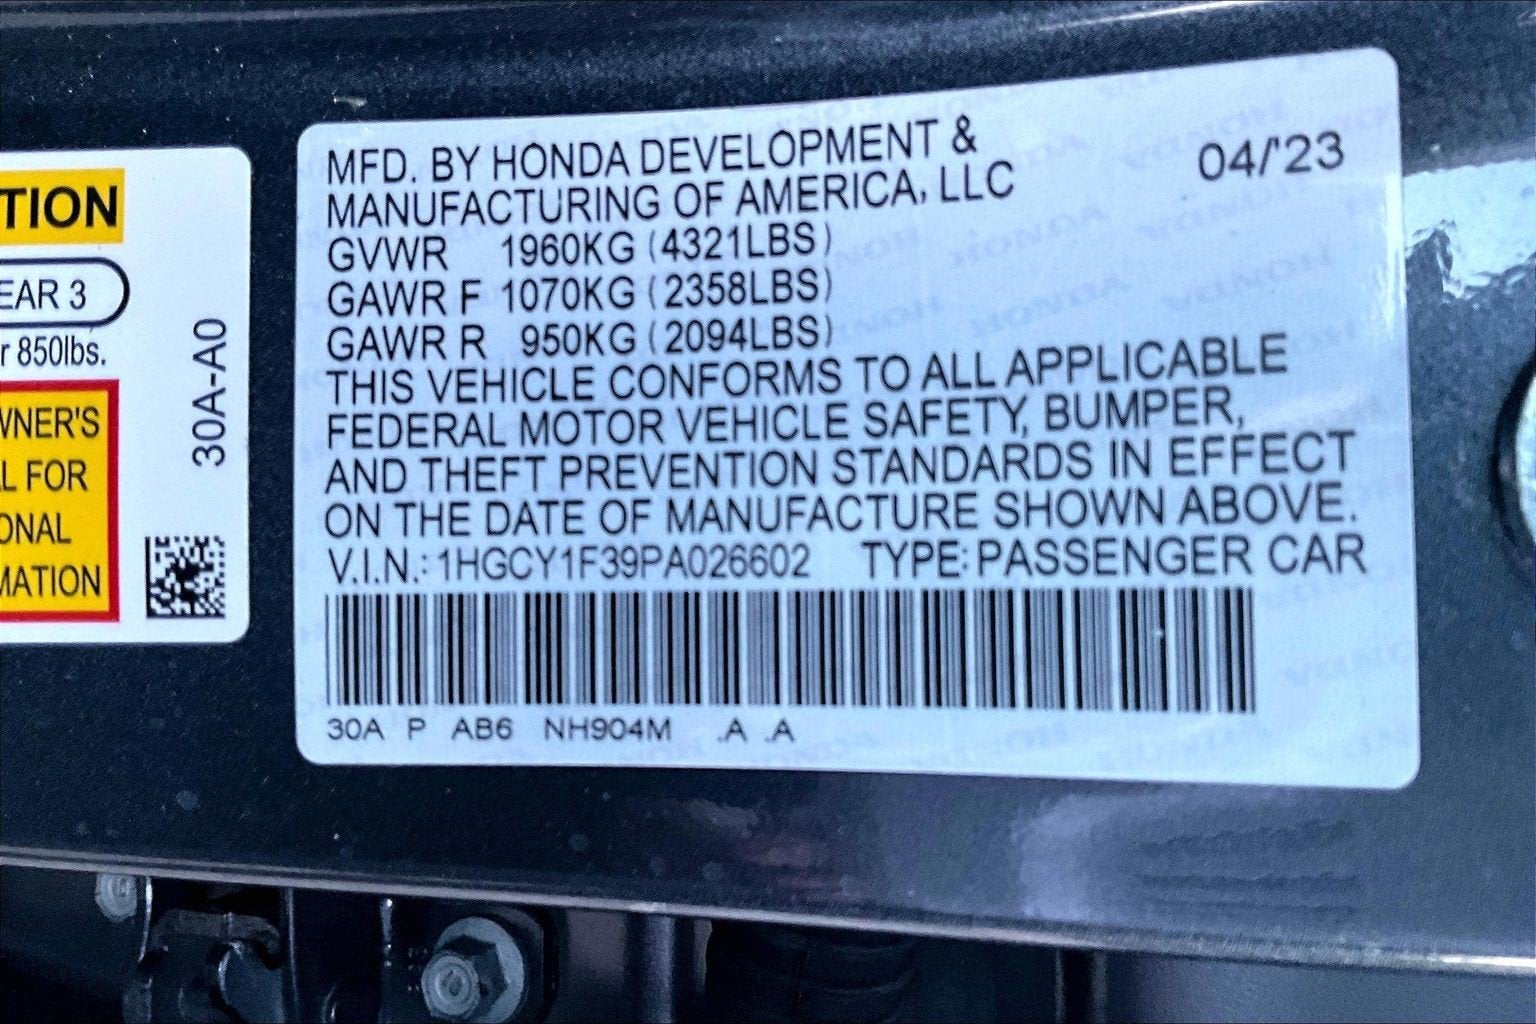 TION
EAR 3
r 850lbs.
WNER'S
L FOR
ONAL
MATION
30A-A0
MFD. BY HONDA DEVELOPMENT &
MANUFACTURING OF AMERICA, LLC
04/'23
GVWR 1960KG (4321LBS)
GAWR F 1070KG (2358LBS)
GAWR R 950KG (2094LBS)
THIS VEHICLE CONFORMS TO ALL APPLICABLE
FEDERAL MOTOR VEHICLE SAFETY, BUMPER,
AND THEFT PREVENTION STANDARDS IN EFFECT
ON THE DATE OF MANUFACTURE SHOWN ABOVE.
V.I.N.: 1HGCY1F39PA026602 TYPE: PASSENGER CAR
30A P AB6 NH904M .A .A